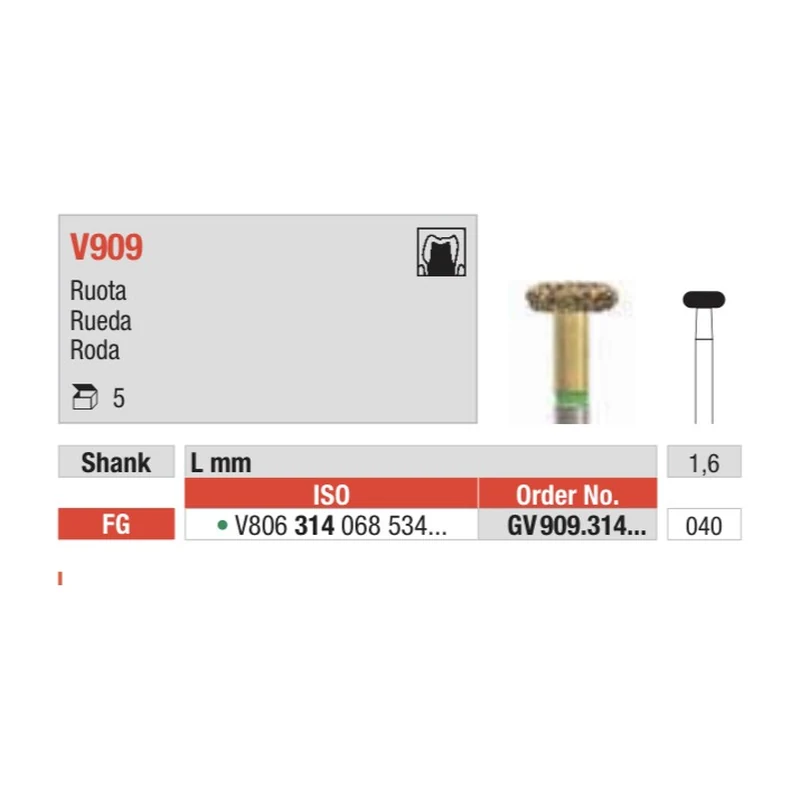 V909
Ruota
Rueda
Roda
5
Shank L mm 1,6
ISO Order No.
FG • V806 314 068 534... GV909.314... 040